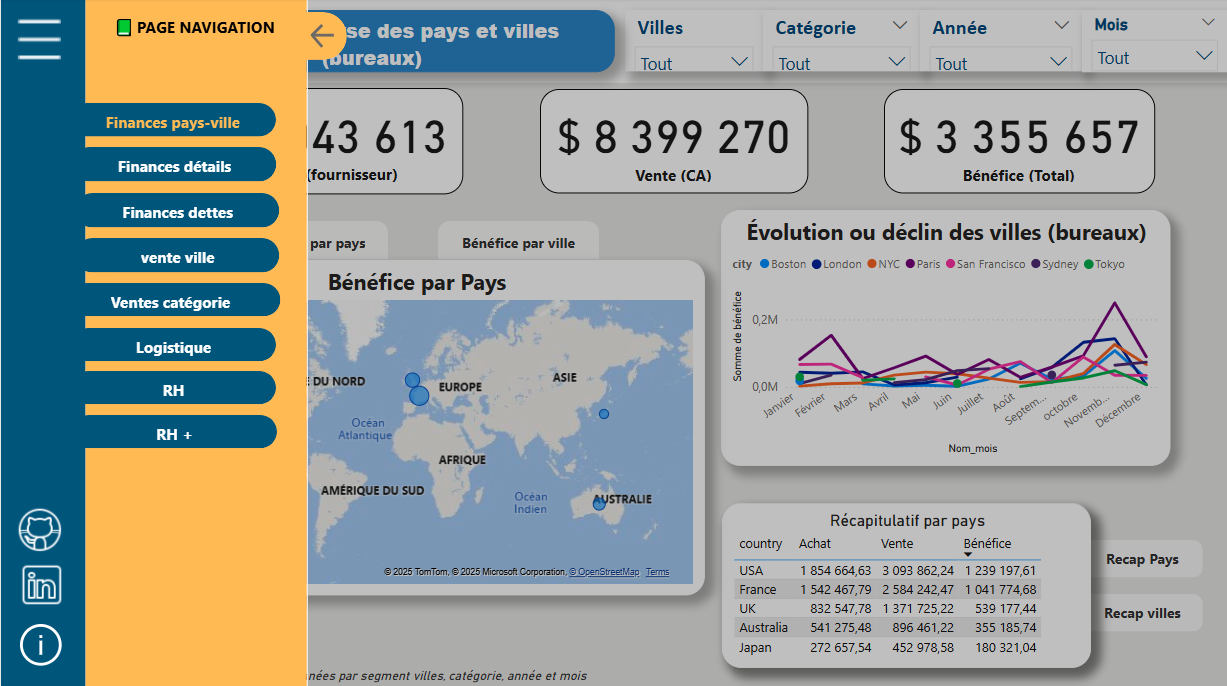 PAGE NAVIGATION
Finances pays-ville
Finances détails
Finances dettes
vente ville
Ventes catégorie
Logistique
RH
RH +
in
i
se des pays et villes
(bureaux)
Villes
Tout
Catégorie
Tout
Année
Tout
Mois
Tout
43 613
(fournisseur)
$ 8 399 270
Vente (CA)
$ 3 355 657
Bénéfice (Total)
par pays
Bénéfice par ville
Bénéfice par Pays
DU NORD
EUROPE
ASIE
Océan
Atlantique
AFRIQUE
AMÉRIQUE DU SUD
Océan
Indien
AUSTRALIE
© 2025 TomTom, © 2025 Microsoft Corporation, © OpenStreetMap Terms
Évolution ou déclin des villes (bureaux)
city Boston London NYC Paris San Francisco Sydney Tokyo
Somme de bénéfice
0,2M
0,0M
Janvier Février Mars Avril Mai Juin Juillet Août Septem... octobre Novemb... Décembre
Nom_mois
Récapitulatif par pays
country Achat Vente Bénéfice
USA 1 854 664,63 3 093 862,24 1 239 197,61
France 1 542 467,79 2 584 242,47 1 041 774,68
UK 832 547,78 1 371 725,22 539 177,44
Australia 541 275,48 896 461,22 355 185,74
Japan 272 657,54 452 978,58 180 321,04
Recap Pays
Recap villes
nées par segment villes, catégorie, année et mois